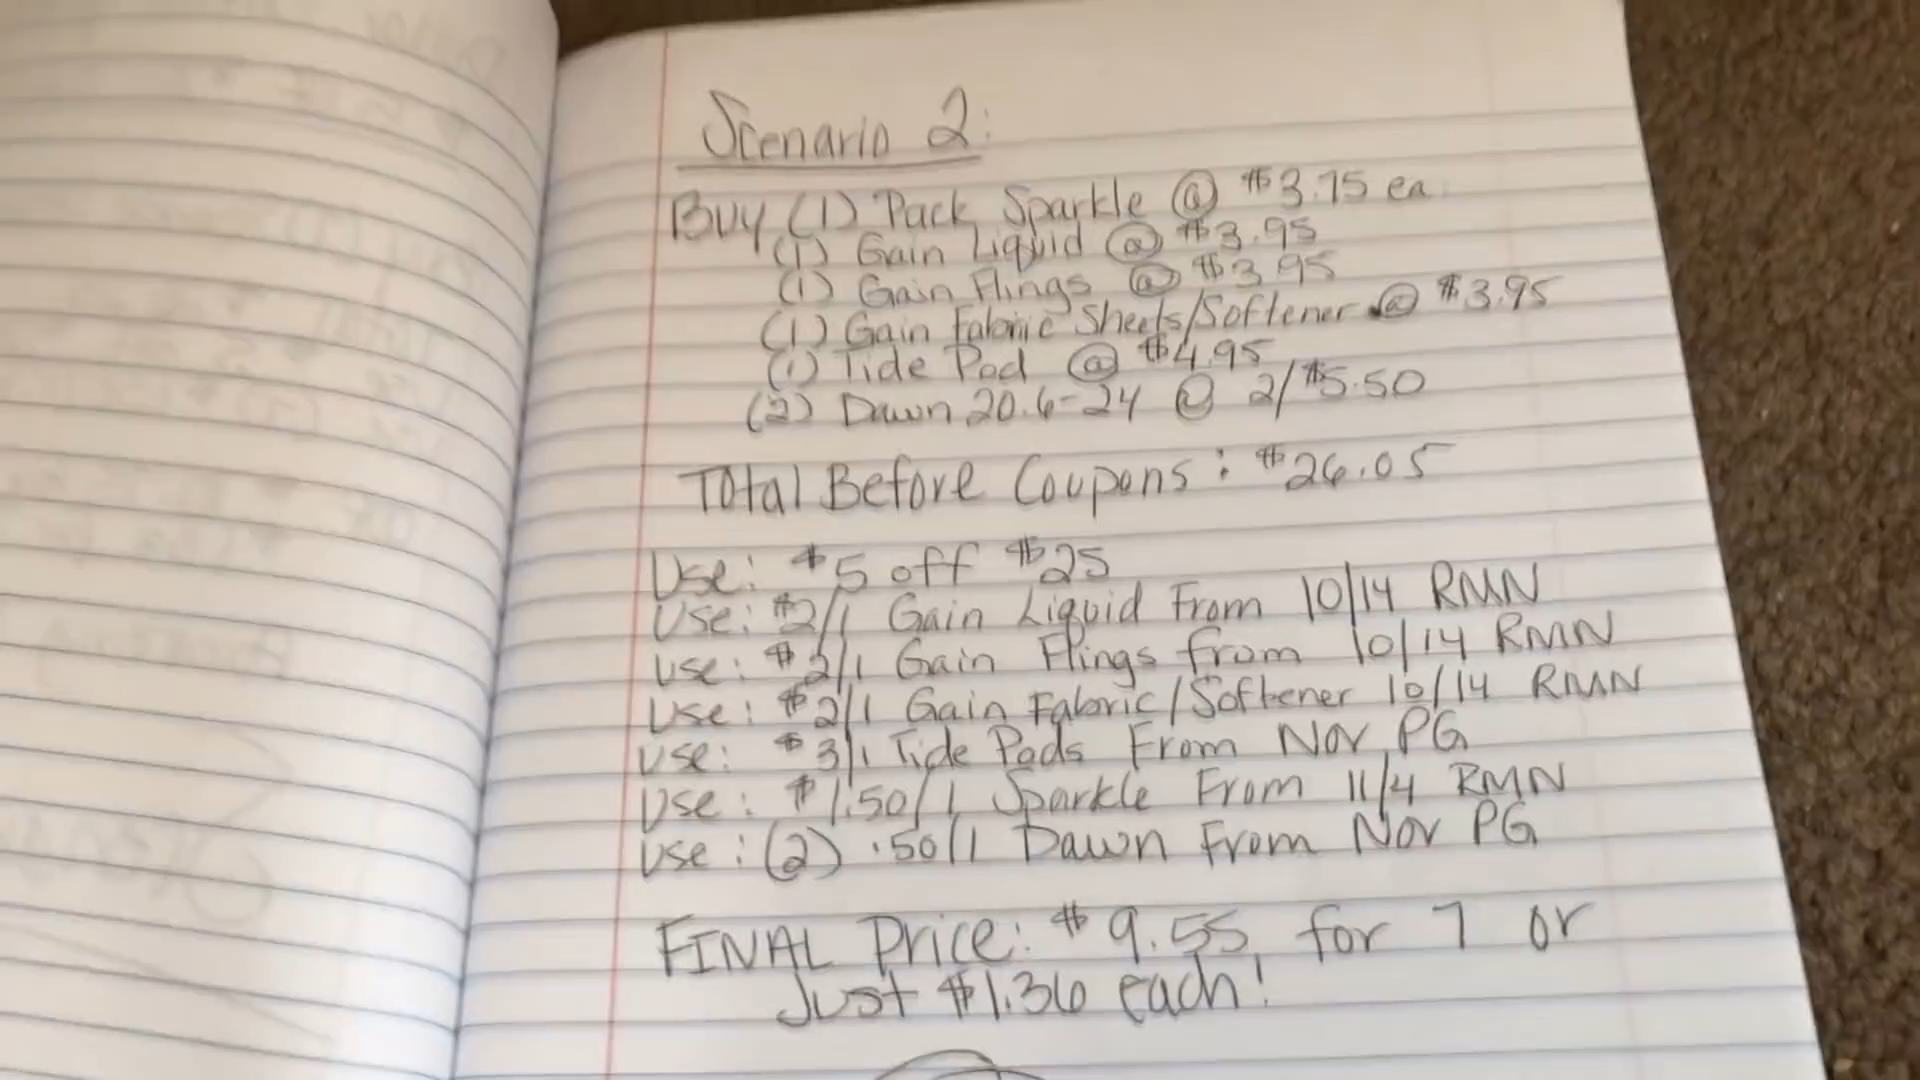 Scenario 2:
Buy (1) Pack Sparkle @ $3.75 ea
(1) Gain Liquid @ $3.95
(1) Gain Flings @ $3.95
(1) Gain Fabric Sheets/Softener @ $3.95
(1) Tide Pod @ $4.95
(2) Dawn 20.6-24 @ 2/$5.50
Total Before Coupons: $26.05
Use: $5 off $25
Use: $2/1 Gain Liquid From 10/14 RMN
Use: $2/1 Gain Flings from 10/14 RMN
Use: $2/1 Gain Fabric/Softener 10/14 RMN
Use: $3/1 Tide Pods From Nov PG
Use: $1.50/1 Sparkle From 11/4 RMN
Use: (2) .50/1 Dawn From Nov PG
FINAL Price: $9.55 for 7 or
Just $1.36 each!